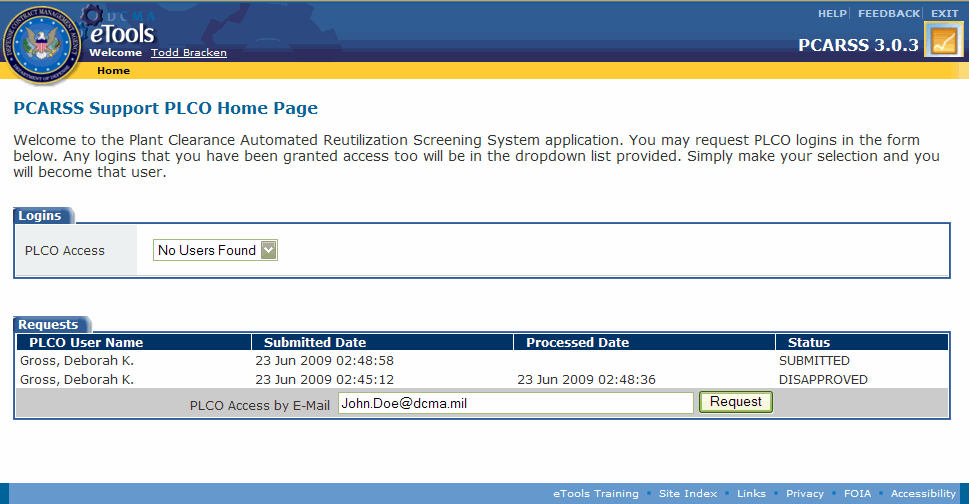 HELP | FEEDBACK | EXIT
DCMA
eTools
Welcome Todd Bracken
PCARSS 3.0.3
Home
PCARSS Support PLCO Home Page
Welcome to the Plant Clearance Automated Reutilization Screening System application. You may request PLCO logins in the form
below. Any logins that you have been granted access too will be in the dropdown list provided. Simply make your selection and you
will become that user.
Logins
PLCO Access No Users Found
Requests
PLCO User Name Submitted Date Processed Date Status
Gross, Deborah K. 23 Jun 2009 02:48:58 SUBMITTED
Gross, Deborah K. 23 Jun 2009 02:45:12 23 Jun 2009 02:48:36 DISAPPROVED
PLCO Access by E-Mail John.Doe@dcma.mil Request
eTools Training • Site Index • Links • Privacy • FOIA • Accessibility